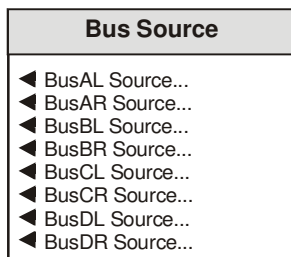 Bus Source
◀ BusAL Source...
◀ BusAR Source...
◀ BusBL Source...
◀ BusBR Source...
◀ BusCL Source...
◀ BusCR Source...
◀ BusDL Source...
◀ BusDR Source...